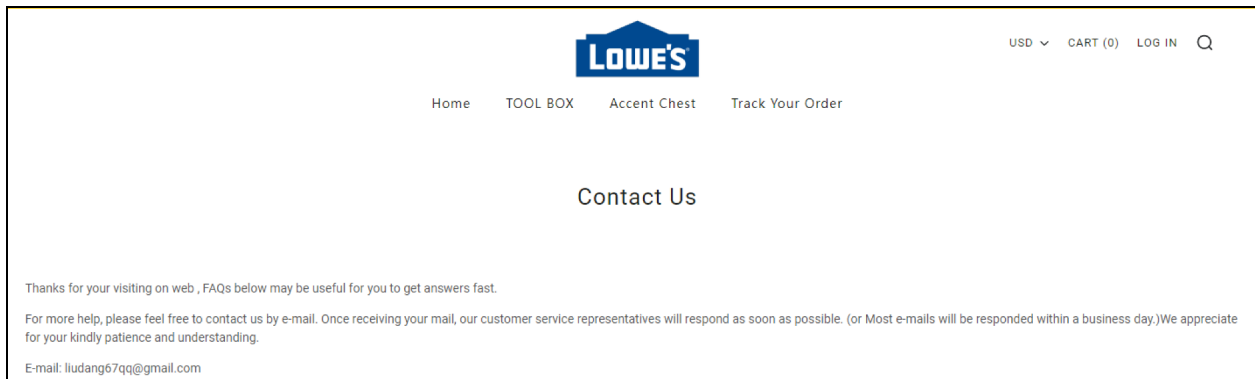 LOWE'S
USD CART (0) LOG IN
Home TOOL BOX Accent Chest Track Your Order
Contact Us
Thanks for your visiting on web , FAQs below may be useful for you to get answers fast.
For more help, please feel free to contact us by e-mail. Once receiving your mail, our customer service representatives will respond as soon as possible. (or Most e-mails will be responded within a business day.)We appreciate
for your kindly patience and understanding.
E-mail: liudang67qq@gmail.com